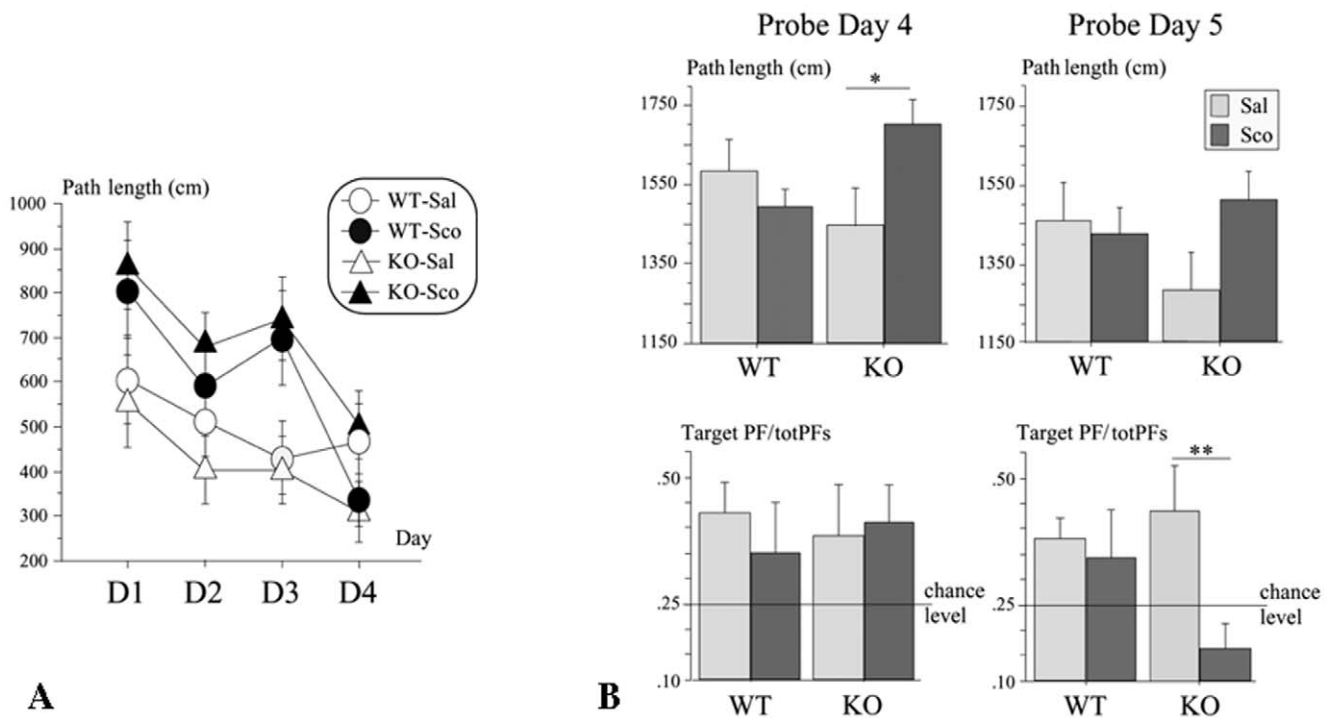 Path length (cm)
1000
900
800
700
600
500
400
300
200
WT-Sal
WT-Sco
KO-Sal
KO-Sco
Day
D1 D2 D3 D4
A
Probe Day 4
Path length (cm)
1750
1550
1350
1150
*
WT KO
Probe Day 5
Path length (cm)
1750
1550
1350
1150
Sal
Sco
WT KO
Target PF/totPFs
.50
.25
.10
chance
level
WT KO
Target PF/totPFs
.50
.25
.10
**
chance
level
WT KO
B